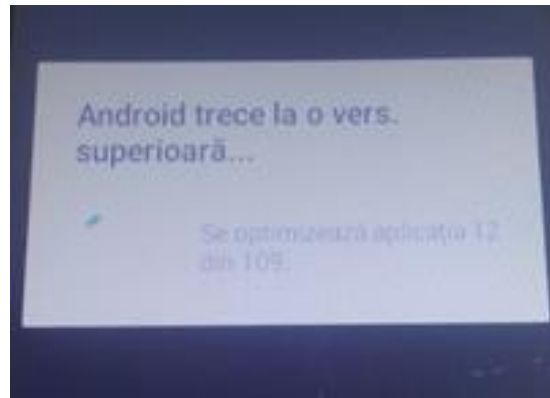 Android trece la o vers.
superioară...
Se optimizează aplicația 12
din 109.